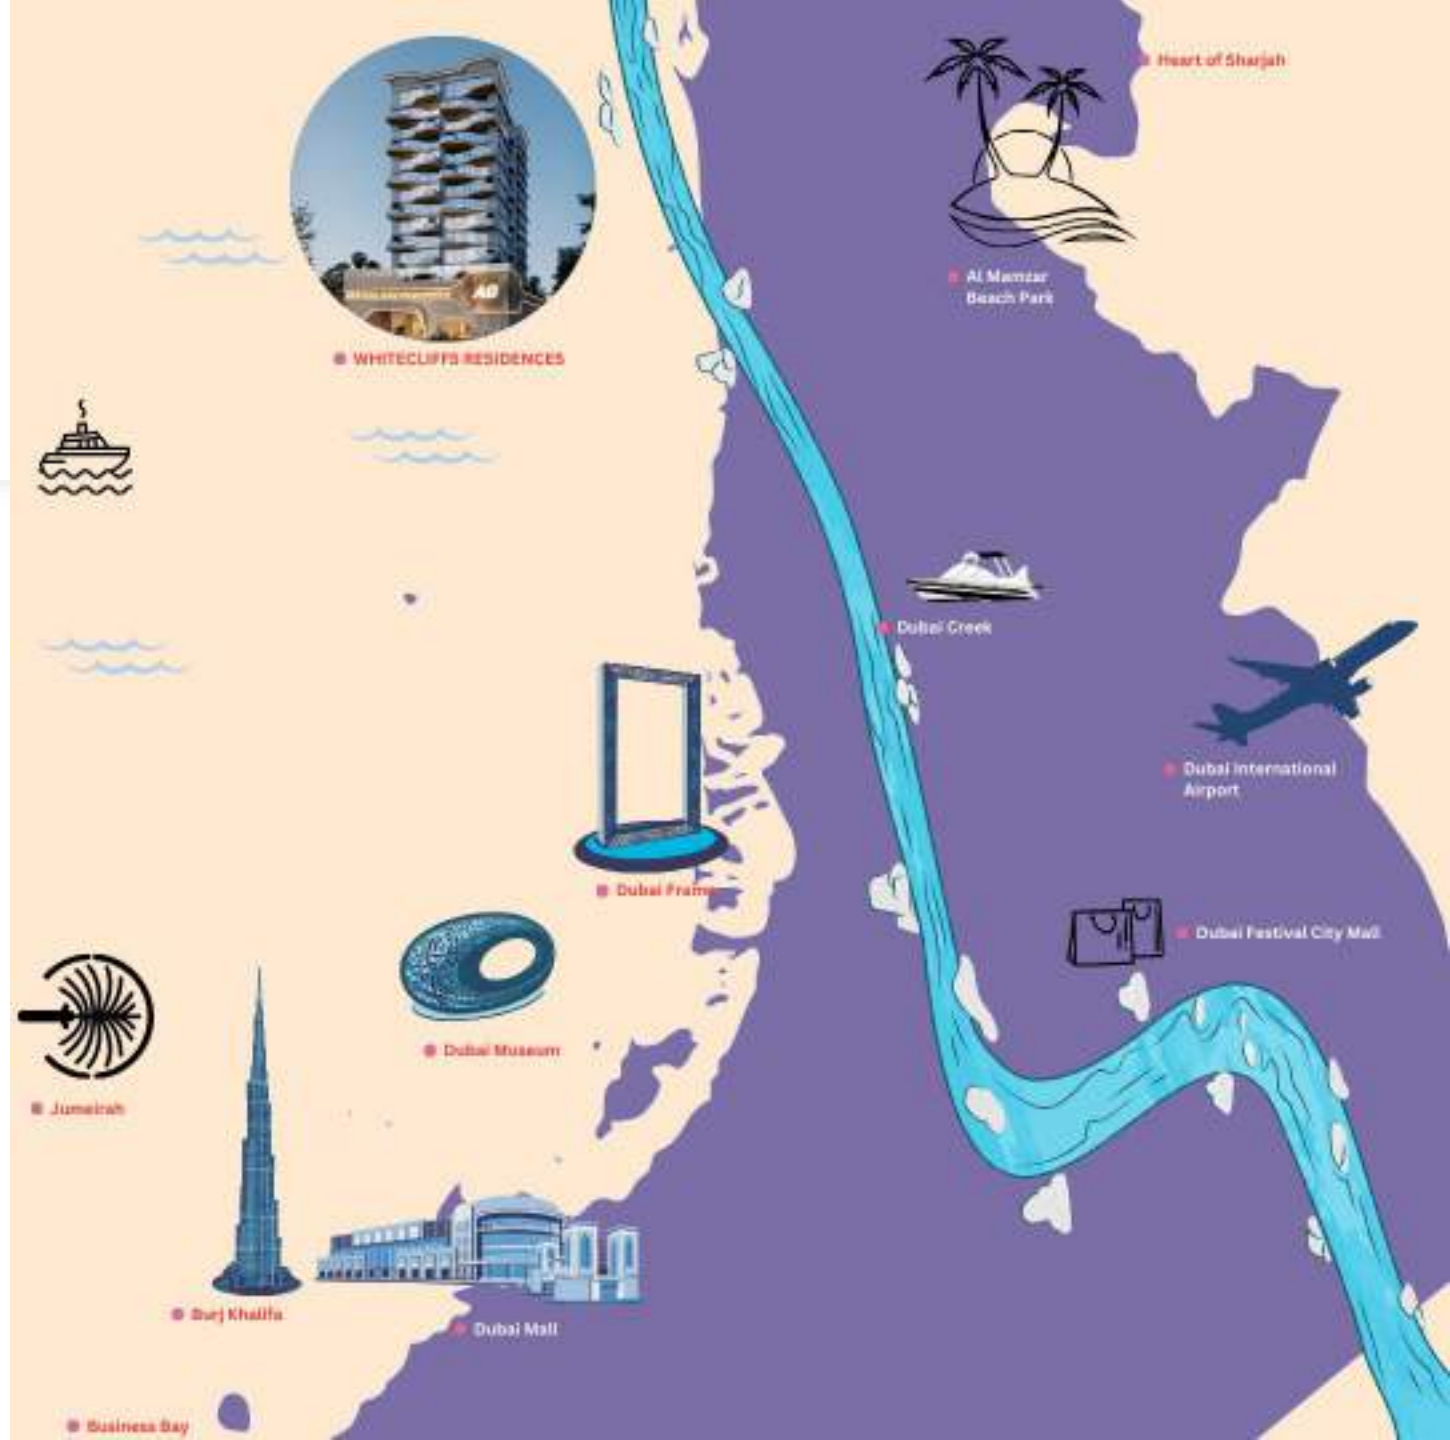 Heart of Sharjah
Al Mamzar
Beach Park
AG
WHITECLIFFS RESIDENCES
Dubai Creek
Dubai International
Airport
Dubai Frame
Dubai Festival City Mall
Dubai Museum
Jumeirah
Burj Khalifa
Dubai Mall
Business Bay